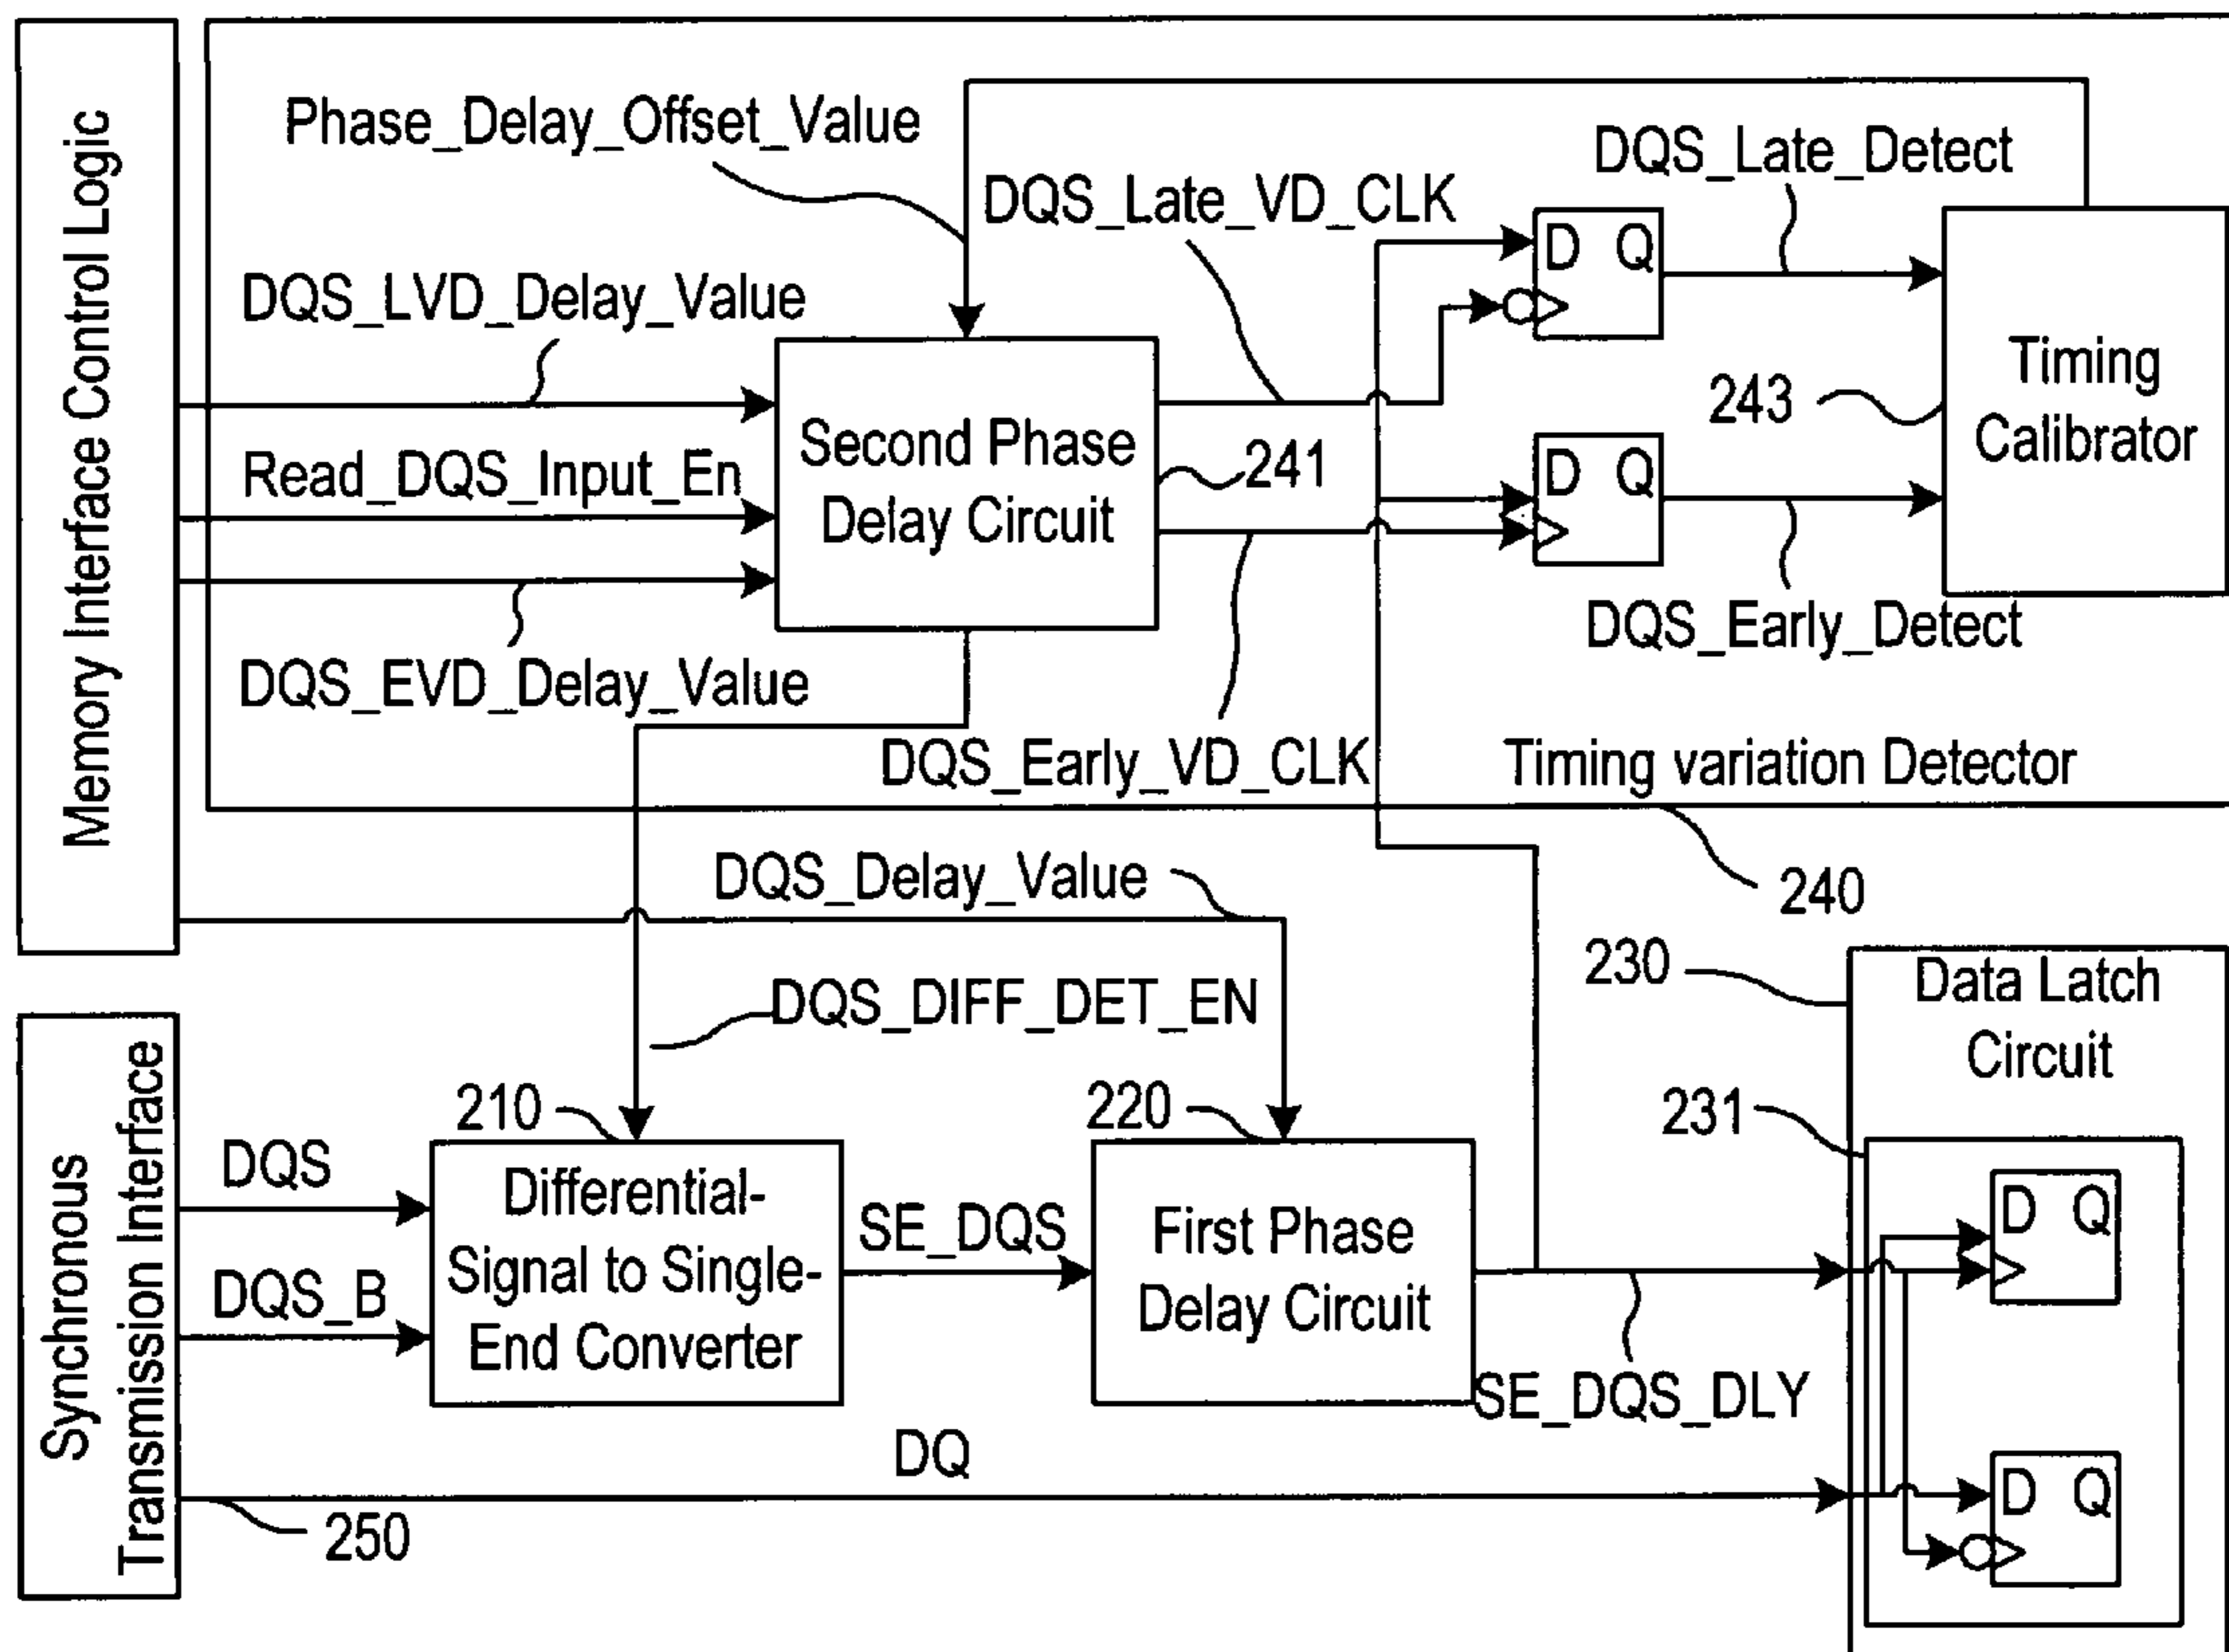 Memory Interface Control Logic
Phase_Delay_Offset_Value
DQS_Late_VD_CLK
DQS_Late_Detect
DQS_LVD_Delay_Value
Read_DQS_Input_En
DQS_EVD_Delay_Value
Second Phase
Delay Circuit
241
D Q
D Q
243
Timing
Calibrator
DQS_Early_Detect
DQS_Early_VD_CLK
Timing variation Detector
240
DQS_Delay_Value
DQS_DIFF_DET_EN
Synchronous
Transmission Interface
DQS
DQS_B
210
Differential-
Signal to Single-
End Converter
SE_DQS
220
First Phase
Delay Circuit
SE_DQS_DLY
DQ
250
230
Data Latch
Circuit
231
D Q
D Q